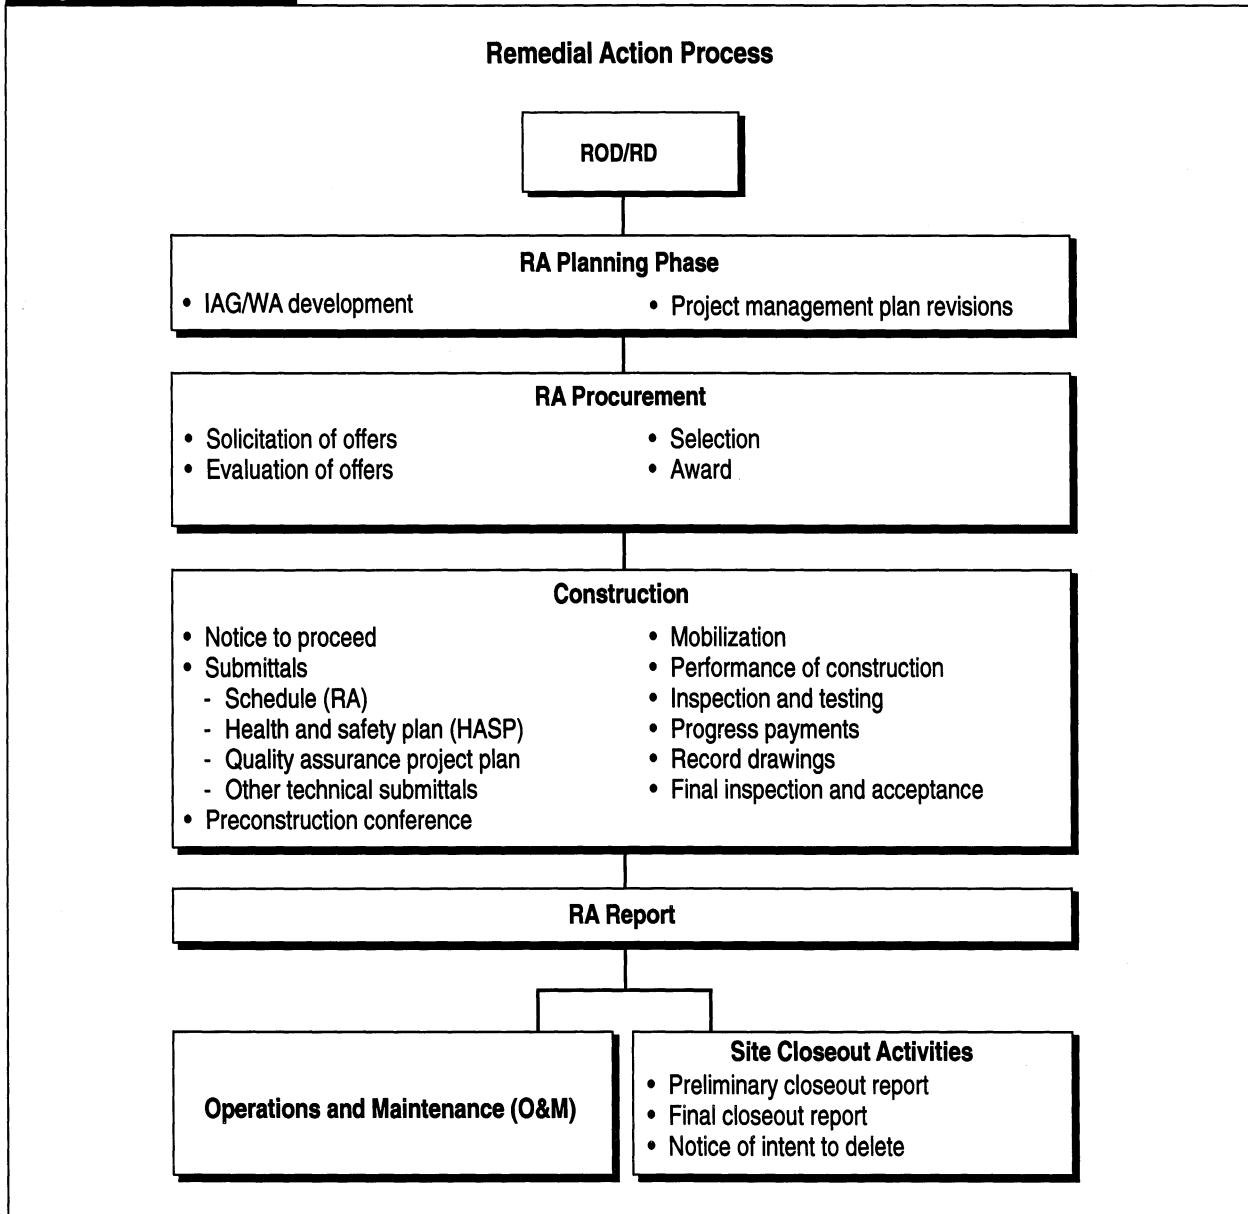 Remedial Action Process
ROD/RD
RA Planning Phase
• IAG/WA development
• Project management plan revisions
RA Procurement
• Solicitation of offers
• Evaluation of offers
• Selection
• Award
Construction
• Notice to proceed
• Submittals
- Schedule (RA)
- Health and safety plan (HASP)
- Quality assurance project plan
- Other technical submittals
• Preconstruction conference
• Mobilization
• Performance of construction
• Inspection and testing
• Progress payments
• Record drawings
• Final inspection and acceptance
RA Report
Operations and Maintenance (O&M)
Site Closeout Activities
• Preliminary closeout report
• Final closeout report
• Notice of intent to delete